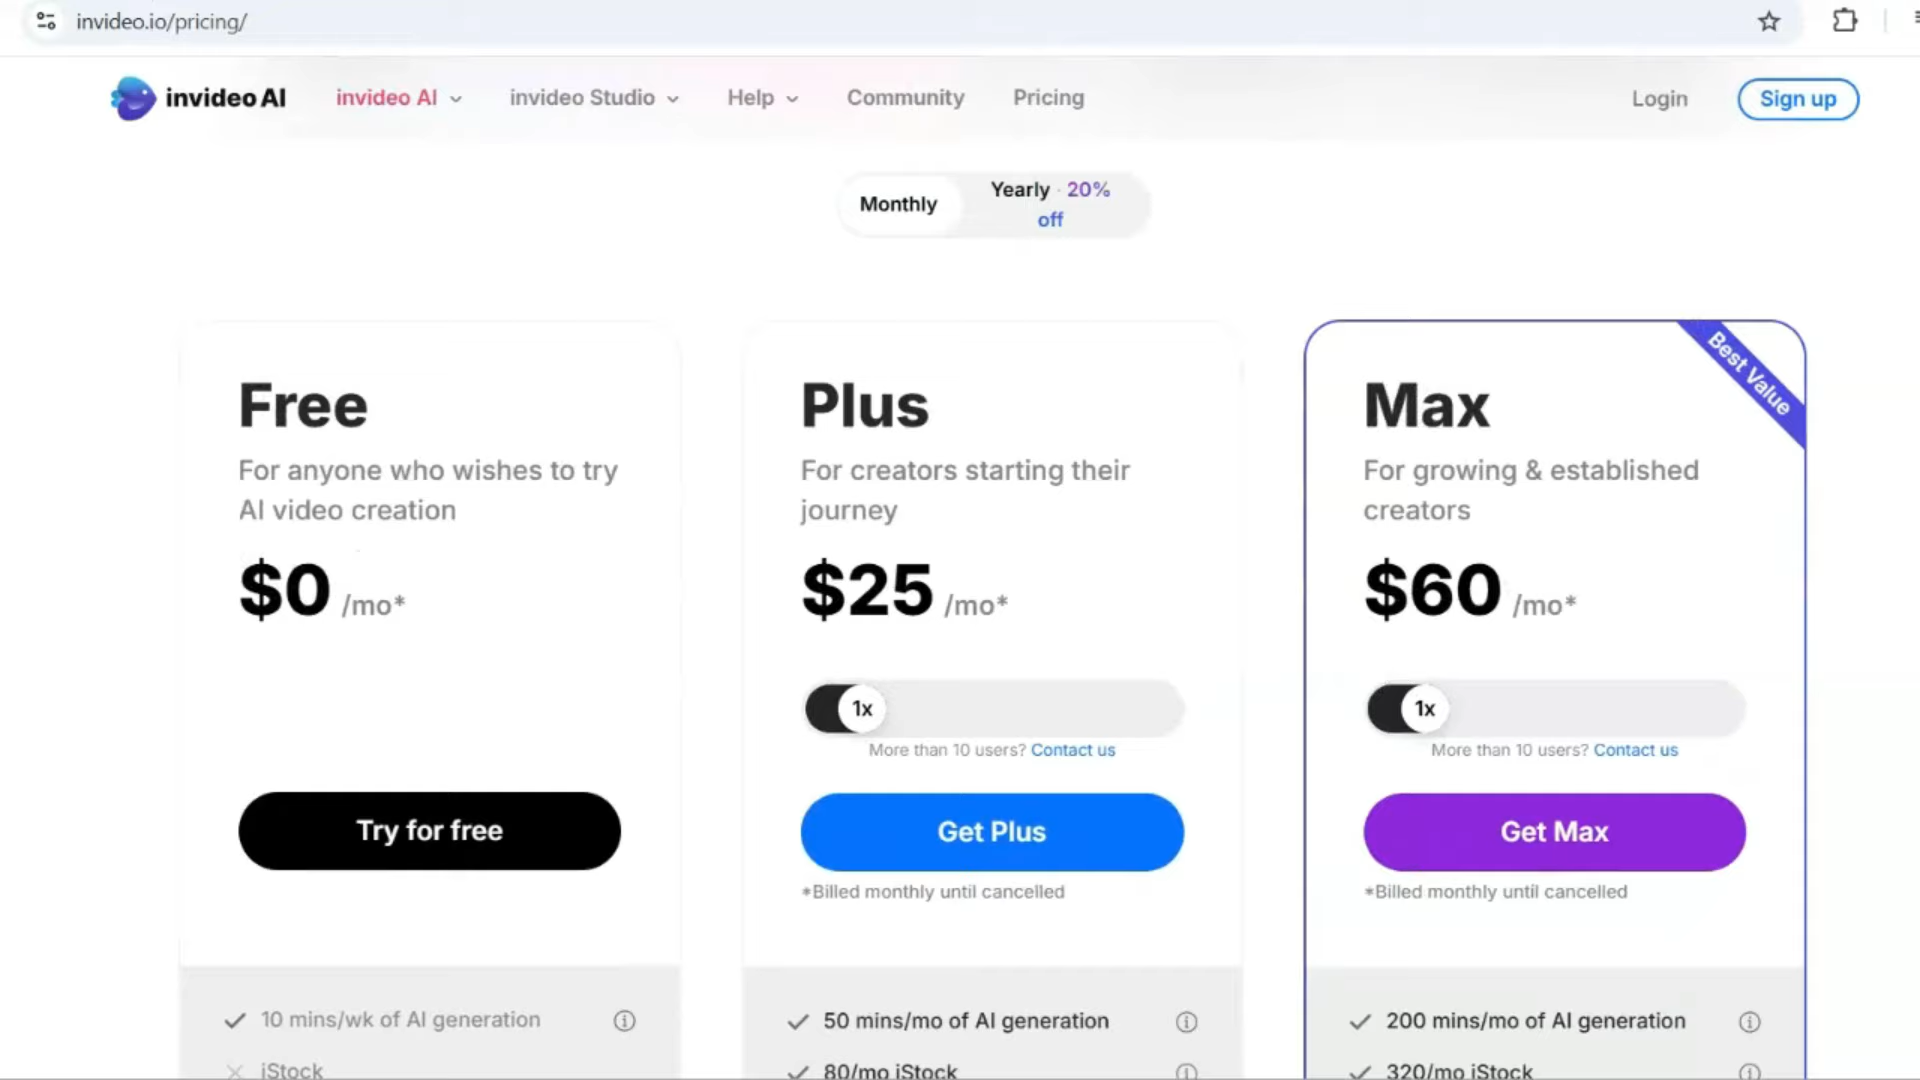 invideo.io/pricing/
invideo AI
invideo AI
invideo Studio
Help
Community
Pricing
Login
Sign up
Monthly
Yearly · 20%
off
Free
For anyone who wishes to try
AI video creation
$0 /mo*
Try for free
10 mins/wk of AI generation
iStock
Plus
For creators starting their
journey
$25 /mo*
1x
More than 10 users? Contact us
Get Plus
*Billed monthly until cancelled
50 mins/mo of AI generation
80/mo iStock
Best Value
Max
For growing & established
creators
$60 /mo*
1x
More than 10 users? Contact us
Get Max
*Billed monthly until cancelled
200 mins/mo of AI generation
320/mo iStock